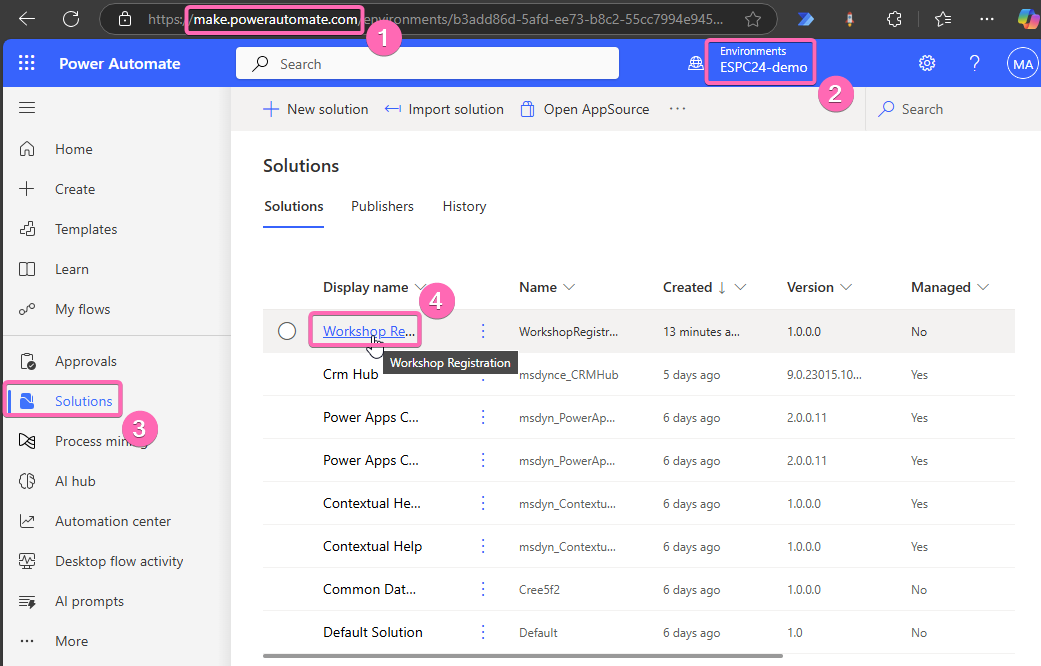 https://make.powerautomate.com/environments/b3add86d-5afd-ee73-b8c2-55cc7994e945...
1
Power Automate
Search
Environments
ESPC24-demo
2
MA
New solution
Import solution
Open AppSource
Search
Home
Create
Templates
Learn
My flows
Approvals
Solutions
3
Process mining
AI hub
Automation center
Desktop flow activity
AI prompts
More
Solutions
Solutions Publishers History
Display name Name Created ↓ Version Managed
4
Workshop Re... WorkshopRegistr... 13 minutes a... 1.0.0.0 No
Workshop Registration
Crm Hub msdynce_CRMHub 5 days ago 9.0.23015.10... Yes
Power Apps C... msdyn_PowerAp... 6 days ago 2.0.0.11 Yes
Power Apps C... msdyn_PowerAp... 6 days ago 2.0.0.11 Yes
Contextual He... msdyn_Contextu... 6 days ago 1.0.0.0 Yes
Contextual Help msdyn_Contextu... 6 days ago 1.0.0.0 Yes
Common Dat... Cree5f2 6 days ago 1.0.0.0 No
Default Solution Default 6 days ago 1.0 No